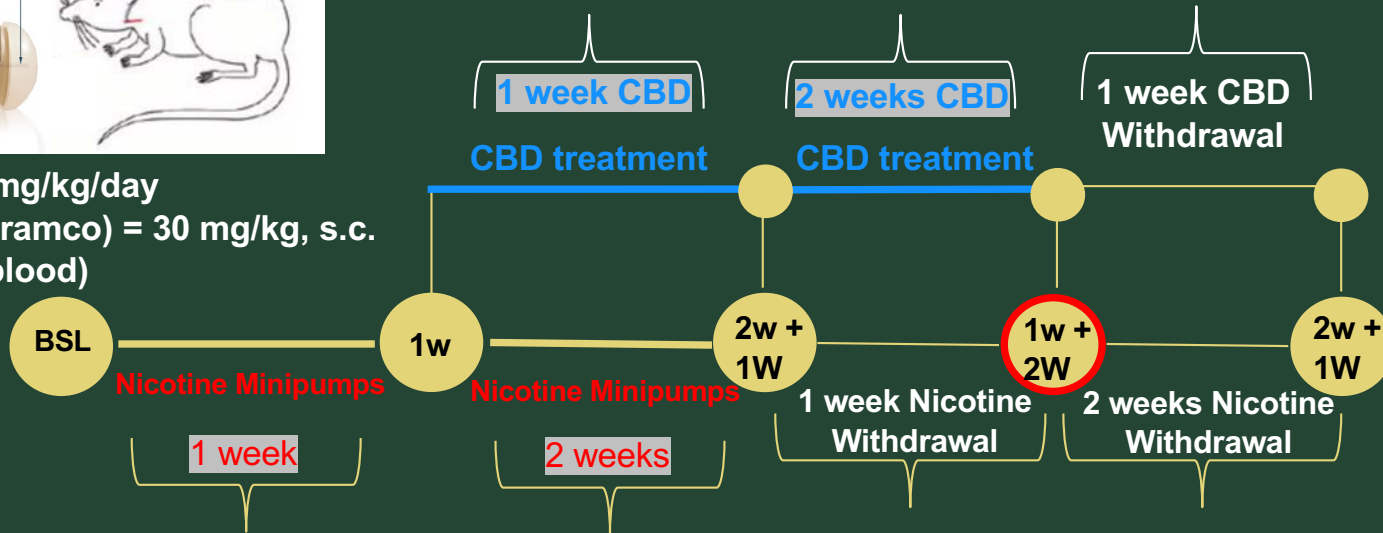 1 week CBD
2 weeks CBD
1 week CBD
Withdrawal
CBD treatment
CBD treatment
mg/kg/day
ramco) = 30 mg/kg, s.c.
blood)
BSL
1w
2w +
1W
1w +
2W
2w +
1W
Nicotine Minipumps
Nicotine Minipumps
1 week Nicotine
Withdrawal
2 weeks Nicotine
Withdrawal
1 week
2 weeks